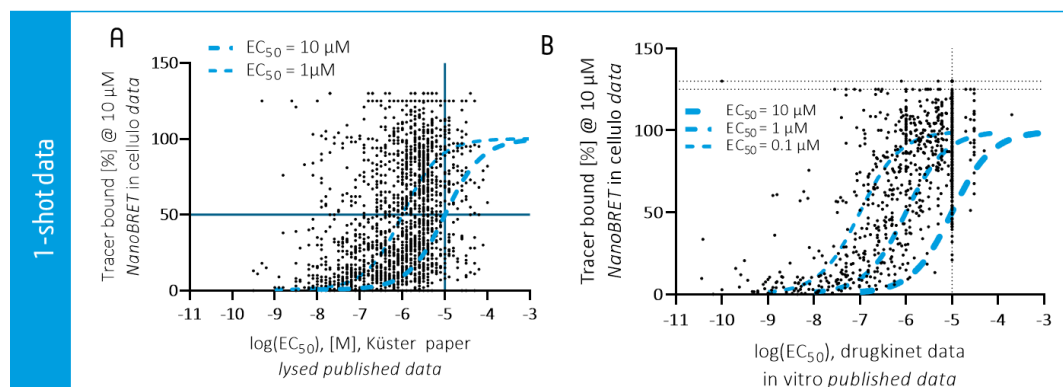 1-shot data
A
EC50 = 10 µM
EC50 = 1µM
Tracer bound [%] @ 10 µM
NanoBRET in cellulo data
150
100
50
0
-11 -10 -9 -8 -7 -6 -5 -4 -3
log(EC50), [M], Küster paper
lysed published data
B
EC50 = 10 µM
EC50 = 1 µM
EC50 = 0.1 µM
Tracer bound [%] @ 10 µM
NanoBRET in cellulo data
150
100
50
0
-11 -10 -9 -8 -7 -6 -5 -4 -3
log(EC50), drugkinet data
in vitro published data